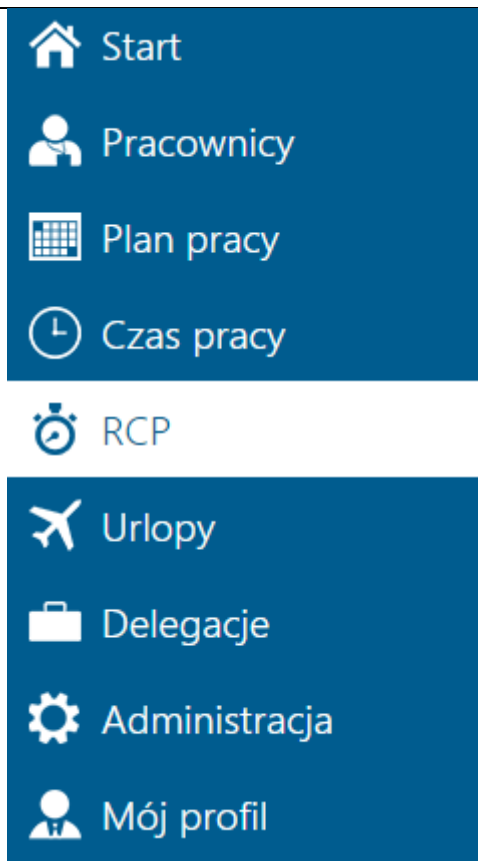 Start
Pracownicy
Plan pracy
Czas pracy
RCP
Urlopy
Delegacje
Administracja
Mój profil